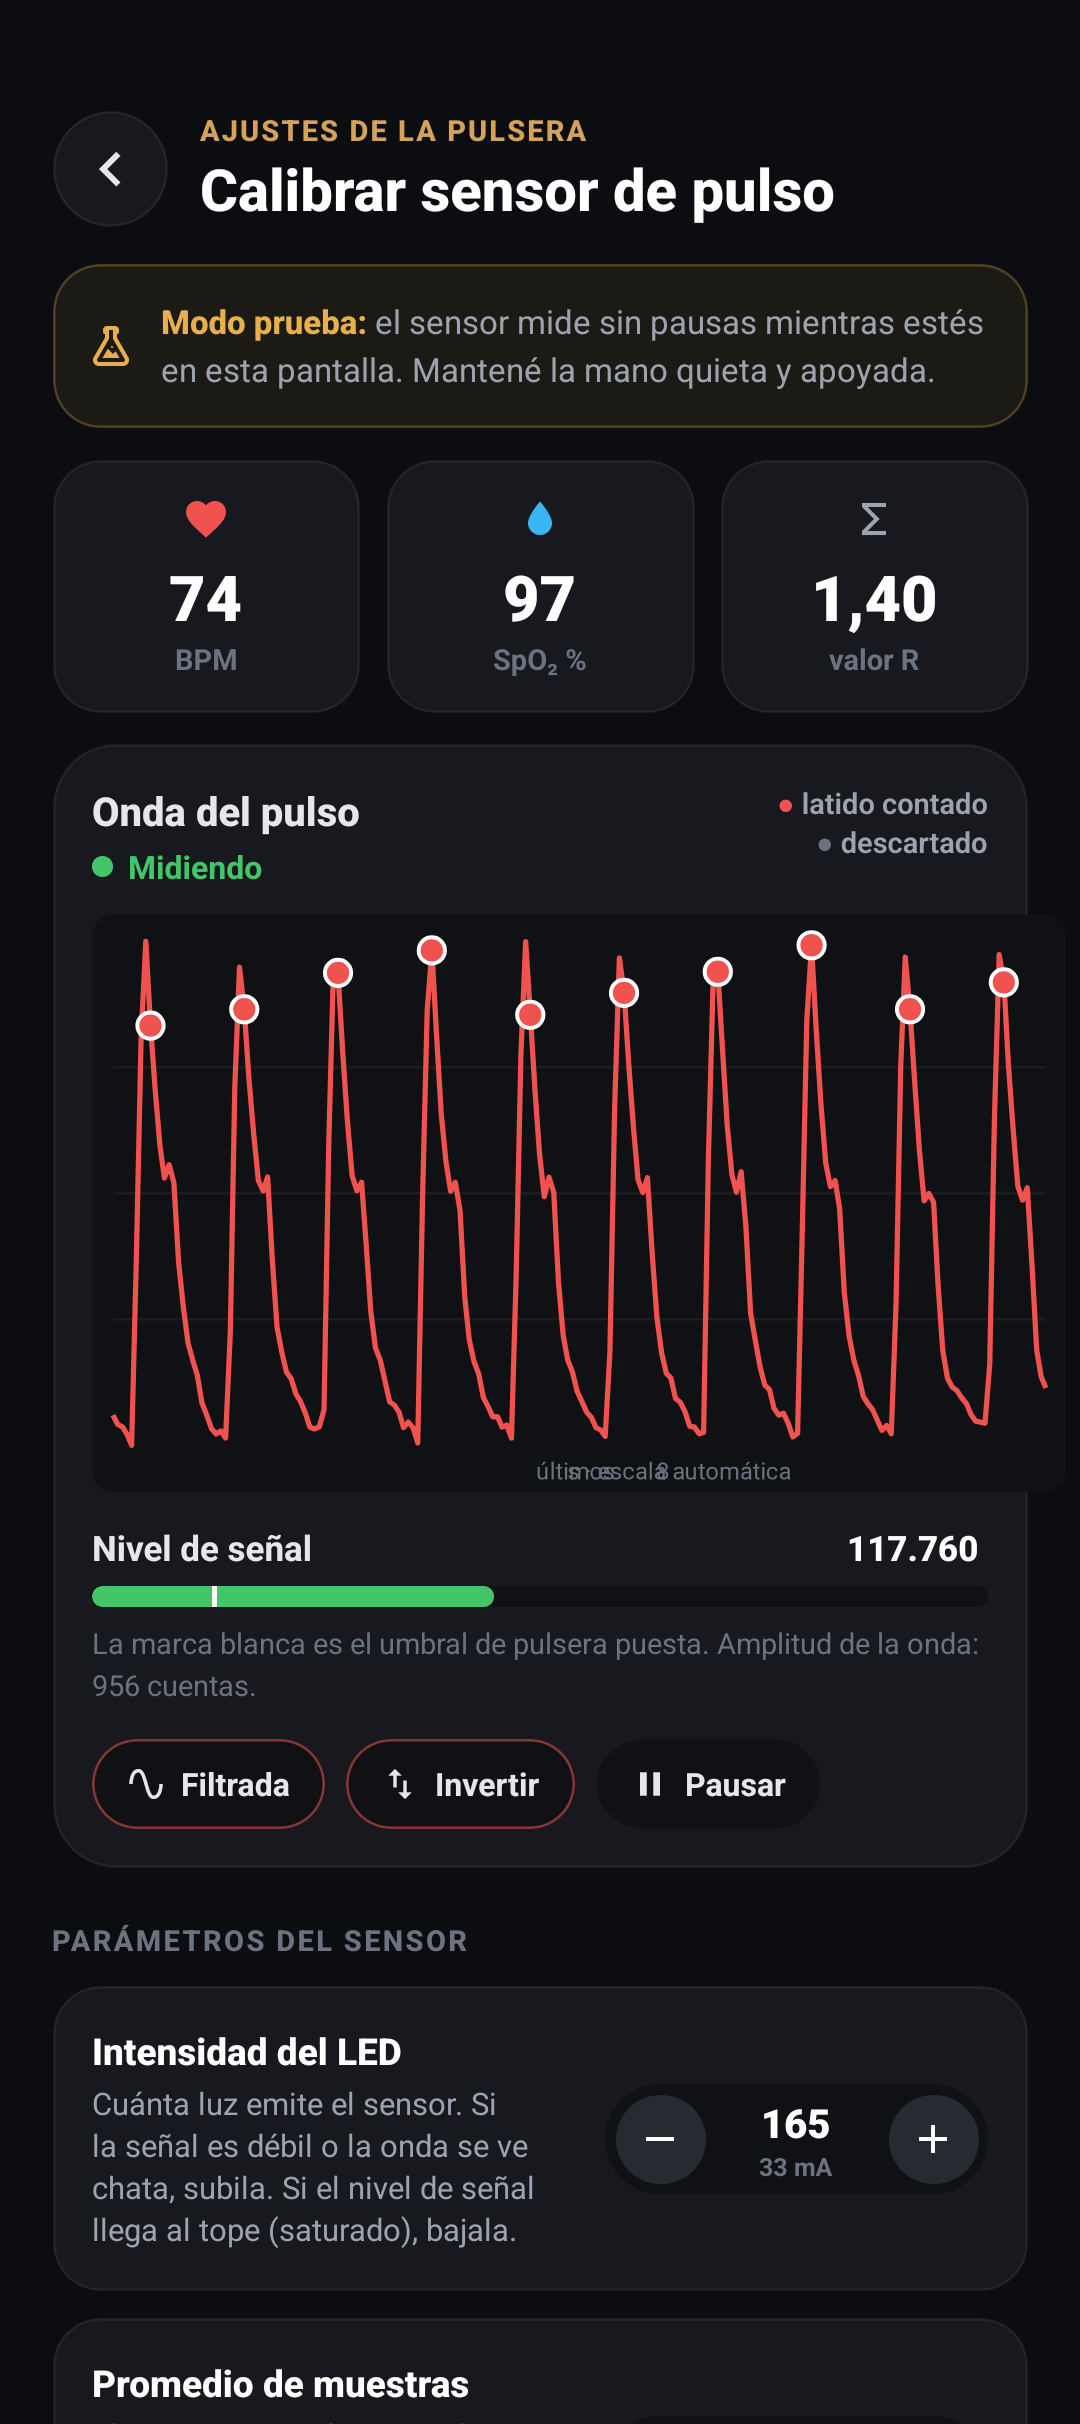 AJUSTES DE LA PULSERA
Calibrar sensor de pulso
Modo prueba: el sensor mide sin pausas mientras estés
en esta pantalla. Mantené la mano quieta y apoyada.
74
BPM
97
SpO₂ %
1,40
valor R
Onda del pulso
latido contado
descartado
Midiendo
escala automática
Nivel de señal
117.760
La marca blanca es el umbral de pulsera puesta. Amplitud de la onda:
956 cuentas.
Filtrada
Invertir
Pausar
PARÁMETROS DEL SENSOR
Intensidad del LED
Cuánta luz emite el sensor. Si
la señal es débil o la onda se ve
chata, subila. Si el nivel de señal
llega al tope (saturado), bajala.
165
33 mA
Promedio de muestras